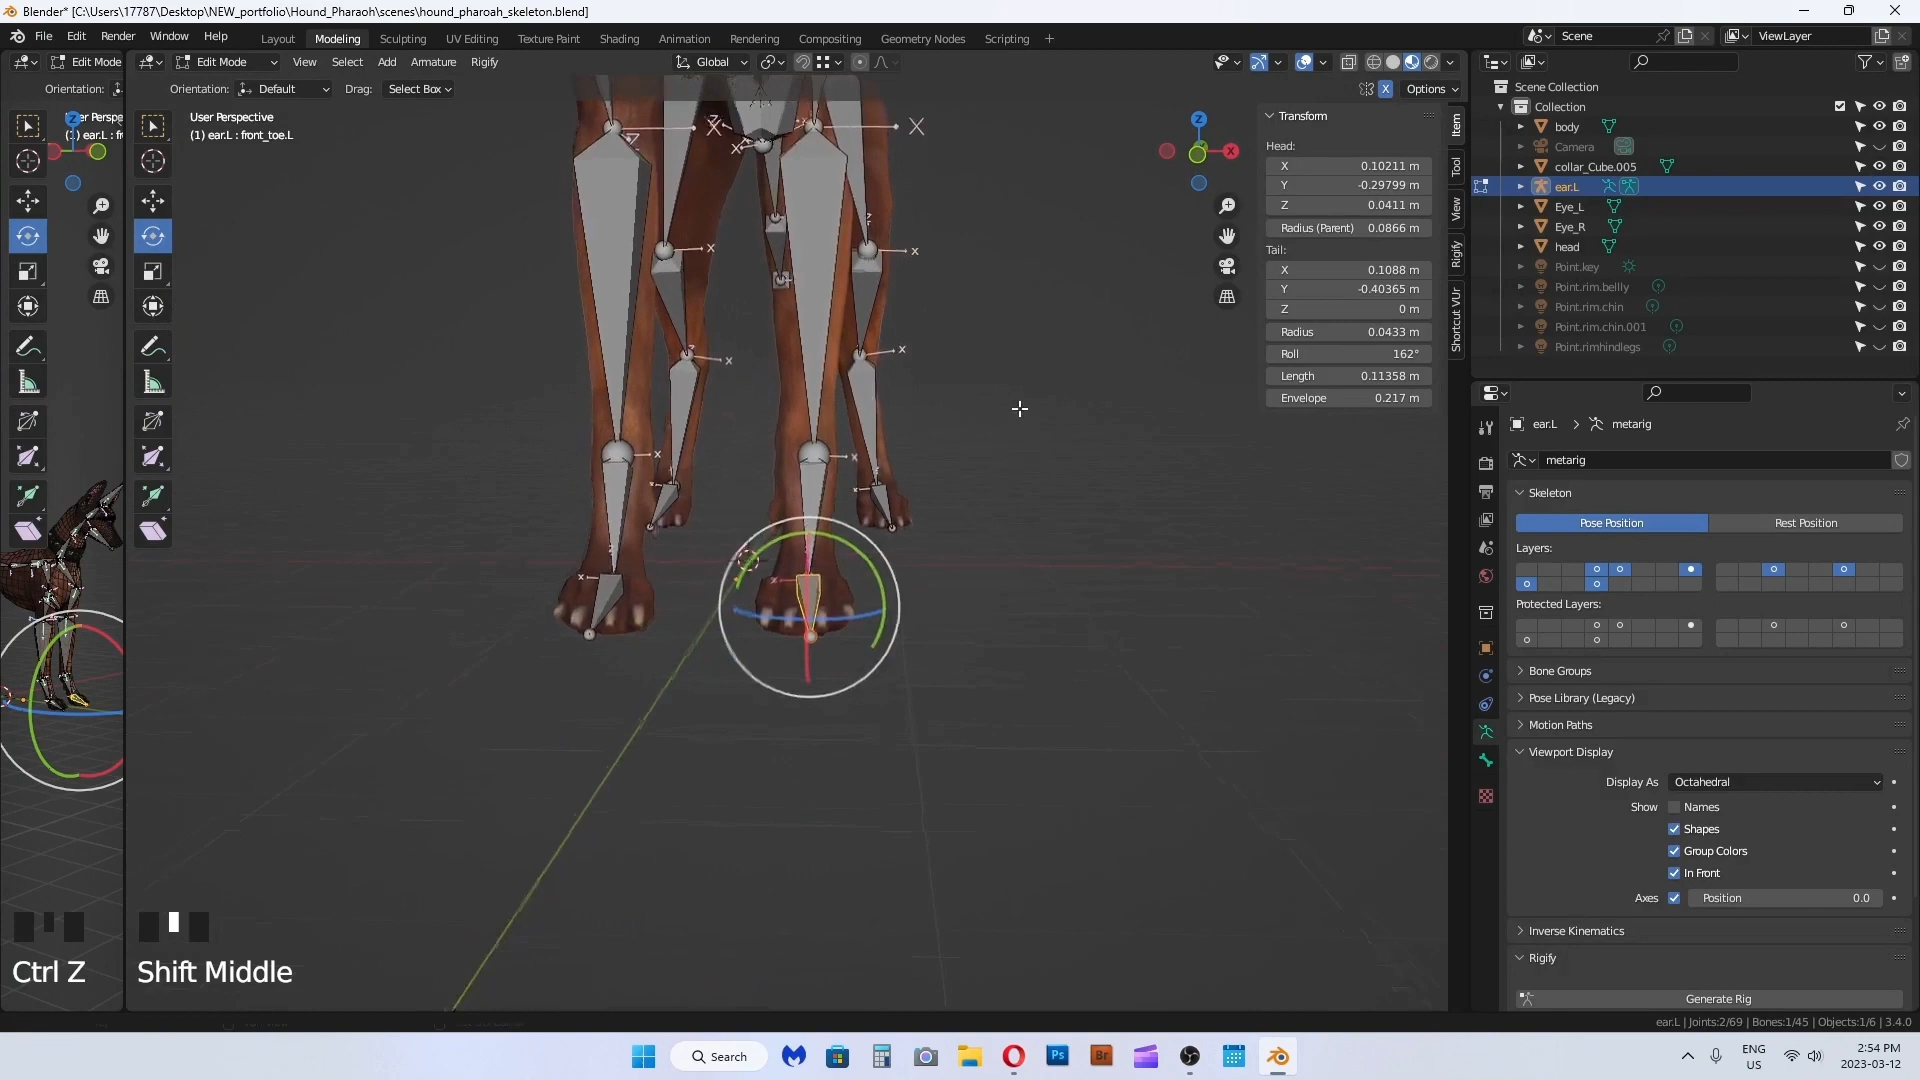 Blender* [C:\Users\17787\Desktop\NEW_portfolio\Hound_Pharaoh\scenes\hound_pharoah_skeleton.blend]
File Edit Render Window Help Layout Modeling Sculpting UV Editing Texture Paint Shading Animation Rendering Compositing Geometry Nodes Scripting + Scene ViewLayer
Edit Mode Edit Mode View Select Add Armature Rigify Global
Orientation: Orientation: Default Drag: Select Box X Options
User Perspective
(1) ear.L : front_toe.L
Transform
Head:
X 0.10211 m
Y -0.29799 m
Z 0.0411 m
Radius (Parent) 0.0866 m
Tail:
X 0.1088 m
Y -0.40365 m
Z 0 m
Radius 0.0433 m
Roll 162°
Length 0.11358 m
Envelope 0.217 m
Item
Tool
View
Rigify
Shortcut VUr
Scene Collection
Collection
body
Camera
collar_Cube.005
ear.L
Eye_L
Eye_R
head
Point.key
Point.rim.bellly
Point.rim.chin
Point.rim.chin.001
Point.rimhindlegs
ear.L > metarig
metarig
Skeleton
Pose Position Rest Position
Layers:
Protected Layers:
Bone Groups
Pose Library (Legacy)
Motion Paths
Viewport Display
Display As Octahedral
Show Names
Shapes
Group Colors
In Front
Axes Position 0.0
Inverse Kinematics
Rigify
Generate Rig
Ctrl Z Shift Middle
ear.L | Joints:2/69 | Bones:1/45 | Objects:1/6 | 3.4.0
Search
Ps
Br
ENG
US
2:54 PM
2023-03-12